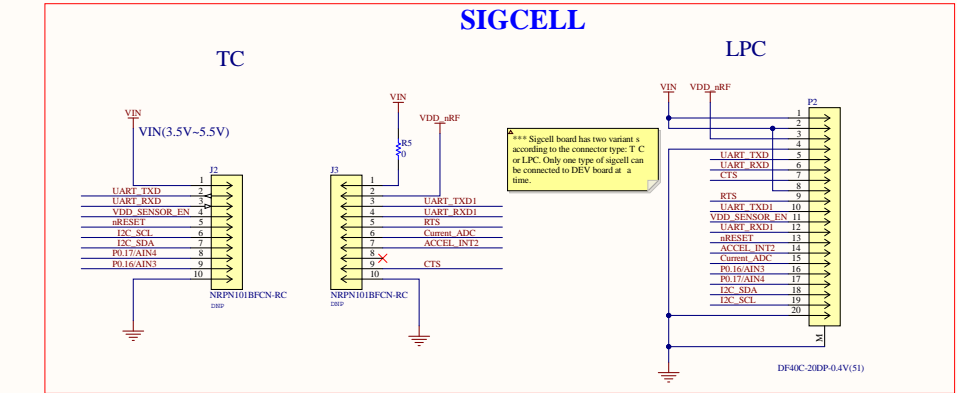 SIGCELL
TC
LPC
VIN
VIN(3.5V~5.5V)
J2
1
UART_TXD 2
UART_RXD 3
VDD_SENSOR_EN 4
nRESET 5
I2C_SCL 6
I2C_SDA 7
P0.17/AIN4 8
P0.16/AIN3 9
10
NRPN101BFCN-RC
DNP
VIN
VDD_nRF
R5
0
J3
1
2
3 UART_TXD1
4 UART_RXD1
5 RTS
6 Current_ADC
7 ACCEL_INT2
8
9 CTS
10
NRPN101BFCN-RC
DNP
*** Sigcell board has two variant s
according to the connector type: T C
or LPC. Only one type of sigcell can
be connected to DEV board at a
time.
VIN
VDD_nRF
P2
1
2
3
4
UART_TXD 5
UART_RXD 6
CTS 7
8
RTS 9
UART_TXD1 10
VDD_SENSOR_EN 11
UART_RXD1 12
nRESET 13
ACCEL_INT2 14
Current_ADC 15
P0.16/AIN3 16
P0.17/AIN4 17
I2C_SDA 18
I2C_SCL 19
20
M
DF40C-20DP-0.4V(51)